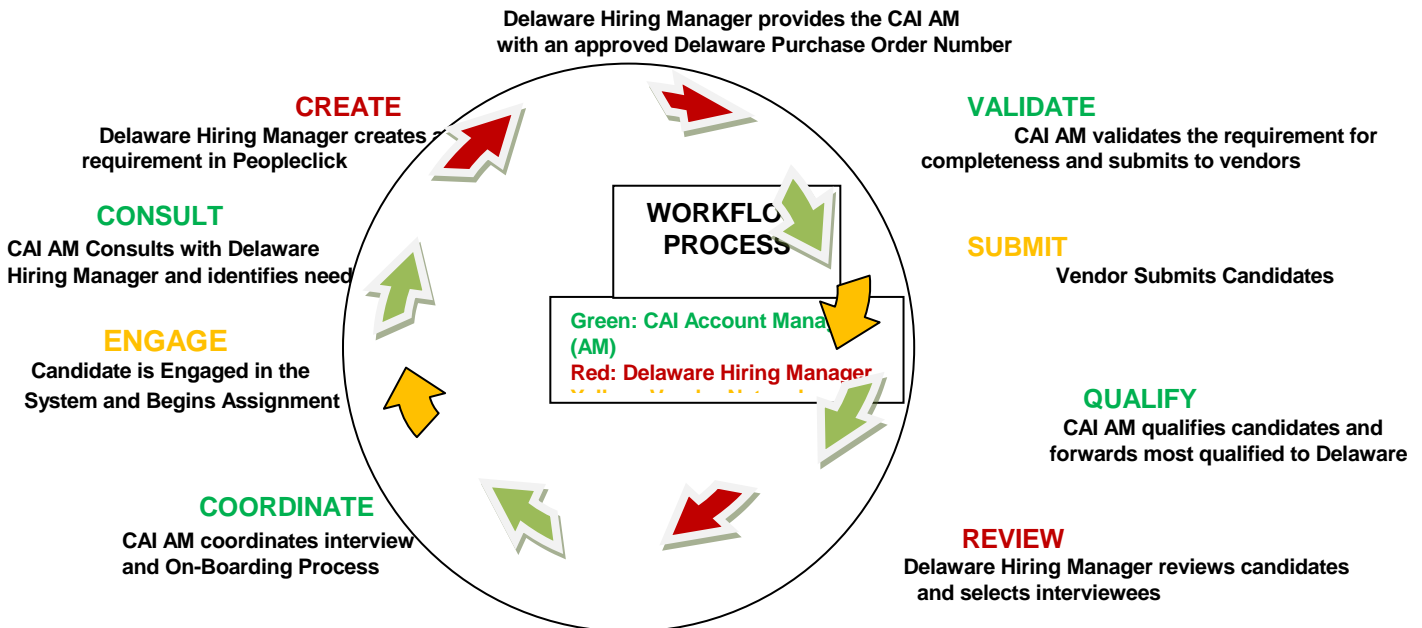 Delaware Hiring Manager provides the CAI AM
with an approved Delaware Purchase Order Number
CREATE
Delaware Hiring Manager creates a
requirement in Peopleclick
VALIDATE
CAI AM validates the requirement for
completeness and submits to vendors
CONSULT
CAI AM Consults with Delaware
Hiring Manager and identifies need
WORKFLO
PROCESS
SUBMIT
Vendor Submits Candidates
Green: CAI Account Mana
(AM)
Red: Delaware Hiring Manager
ENGAGE
Candidate is Engaged in the
System and Begins Assignment
QUALIFY
CAI AM qualifies candidates and
forwards most qualified to Delaware
COORDINATE
CAI AM coordinates interview
and On-Boarding Process
REVIEW
Delaware Hiring Manager reviews candidates
and selects interviewees